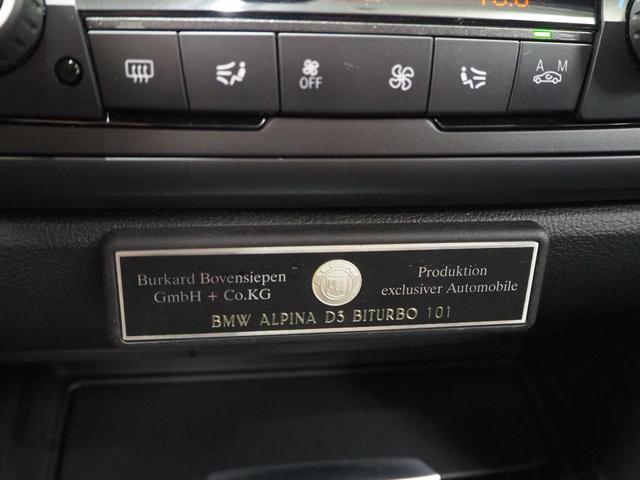 OFF
A M
Burkard Bovensiepen
GmbH + Co.KG
Produktion
exclusiver Automobile
BMW ALPINA D3 BITURBO 101